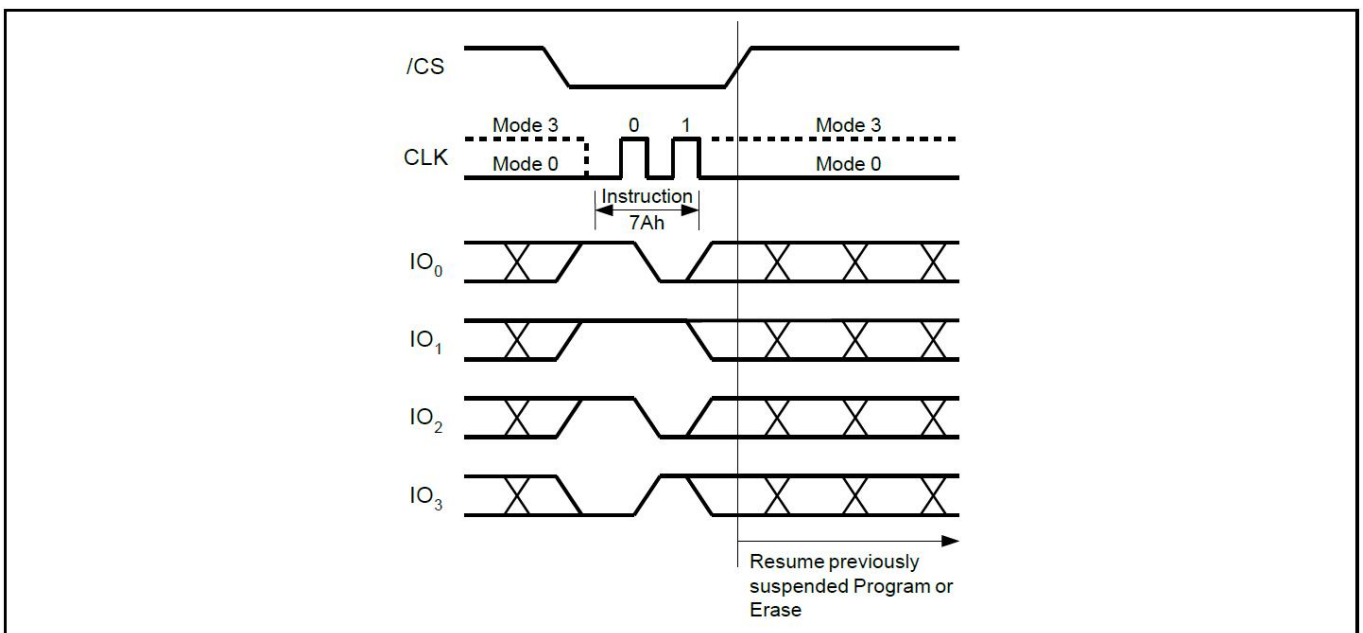 /CS
Mode 3 0 1 Mode 3
CLK
Mode 0 Mode 0
Instruction
7Ah
IO0
IO1
IO2
IO3
Resume previously
suspended Program or
Erase